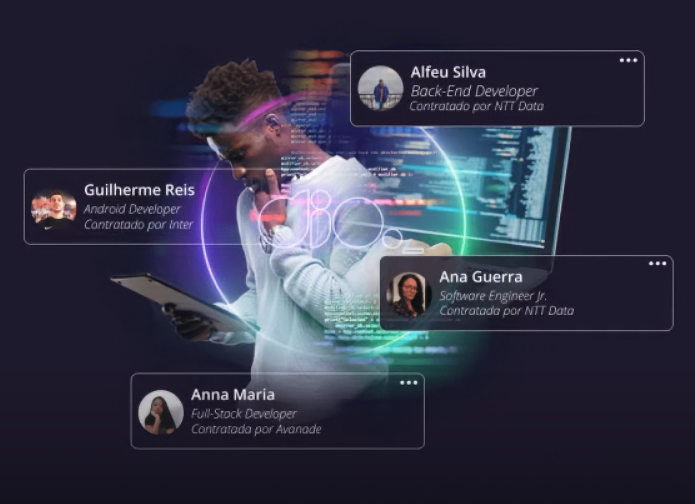 Alfeu Silva
Back-End Developer
Contratado por NTT Data
Guilherme Reis
Android Developer
Contratado por Inter
dio.
Ana Guerra
Software Engineer Jr.
Contratada por NTT Data
Anna Maria
Full-Stack Developer
Contratada por Avanade